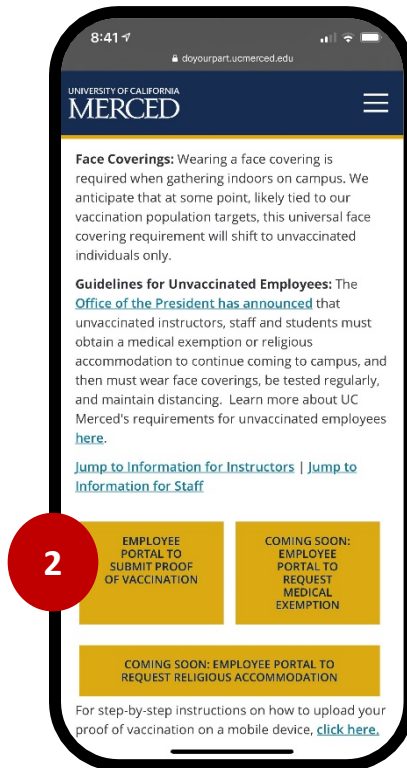 8:41
doyourpart.ucmerced.edu
UNIVERSITY OF CALIFORNIA
MERCED
Face Coverings: Wearing a face covering is
required when gathering indoors on campus. We
anticipate that at some point, likely tied to our
vaccination population targets, this universal face
covering requirement will shift to unvaccinated
individuals only.
Guidelines for Unvaccinated Employees: The
Office of the President has announced that
unvaccinated instructors, staff and students must
obtain a medical exemption or religious
accommodation to continue coming to campus, and
then must wear face coverings, be tested regularly,
and maintain distancing. Learn more about UC
Merced's requirements for unvaccinated employees
here.
Jump to Information for Instructors | Jump to
Information for Staff
2
EMPLOYEE
PORTAL TO
SUBMIT PROOF
OF VACCINATION
COMING SOON:
EMPLOYEE
PORTAL TO
REQUEST
MEDICAL
EXEMPTION
COMING SOON: EMPLOYEE PORTAL TO
REQUEST RELIGIOUS ACCOMMODATION
For step-by-step instructions on how to upload your
proof of vaccination on a mobile device, click here.